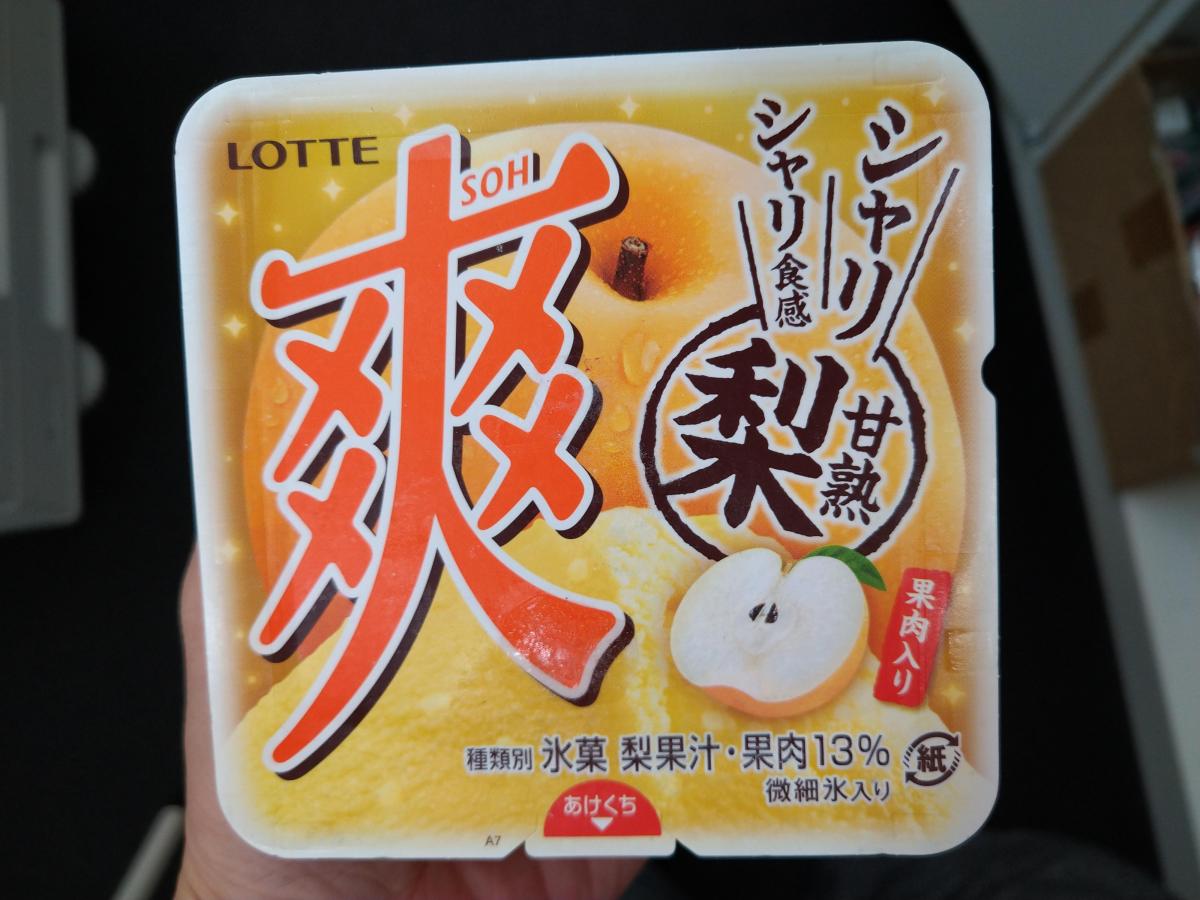 LOTTE
爽
SOH
シャリ
シャリ食感
梨
甘熟
果肉入り
種類別 氷菓 梨果汁・果肉13%
微細氷入り
紙
あけくち
A7